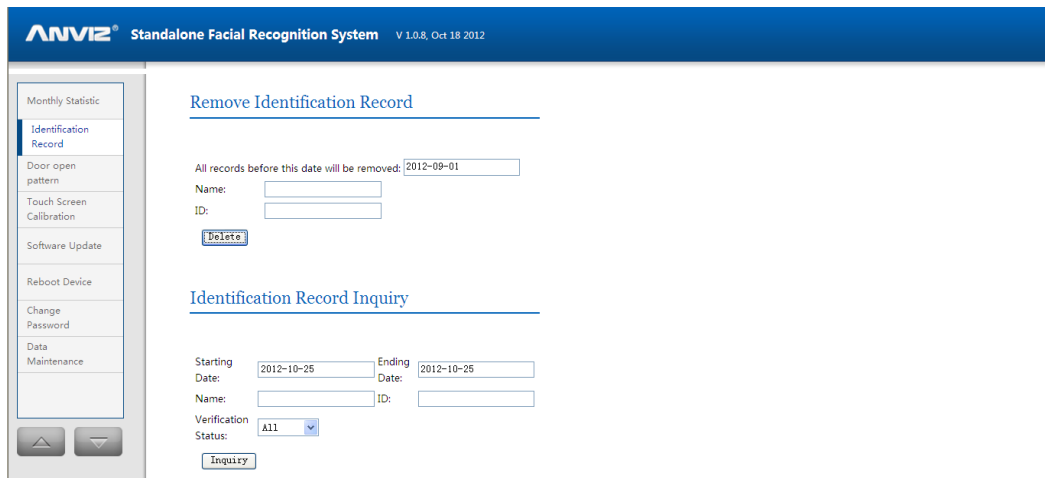 ANVIZ® Standalone Facial Recognition System V 1.0.8, Oct 18 2012
Monthly Statistic
Identification
Record
Door open
pattern
Touch Screen
Calibration
Software Update
Reboot Device
Change
Password
Data
Maintenance
Remove Identification Record
All records before this date will be removed: 2012-09-01
Name:
ID:
Delete
Identification Record Inquiry
Starting Date: 2012-10-25 Ending Date: 2012-10-25
Name: ID:
Verification Status: All
Inquiry